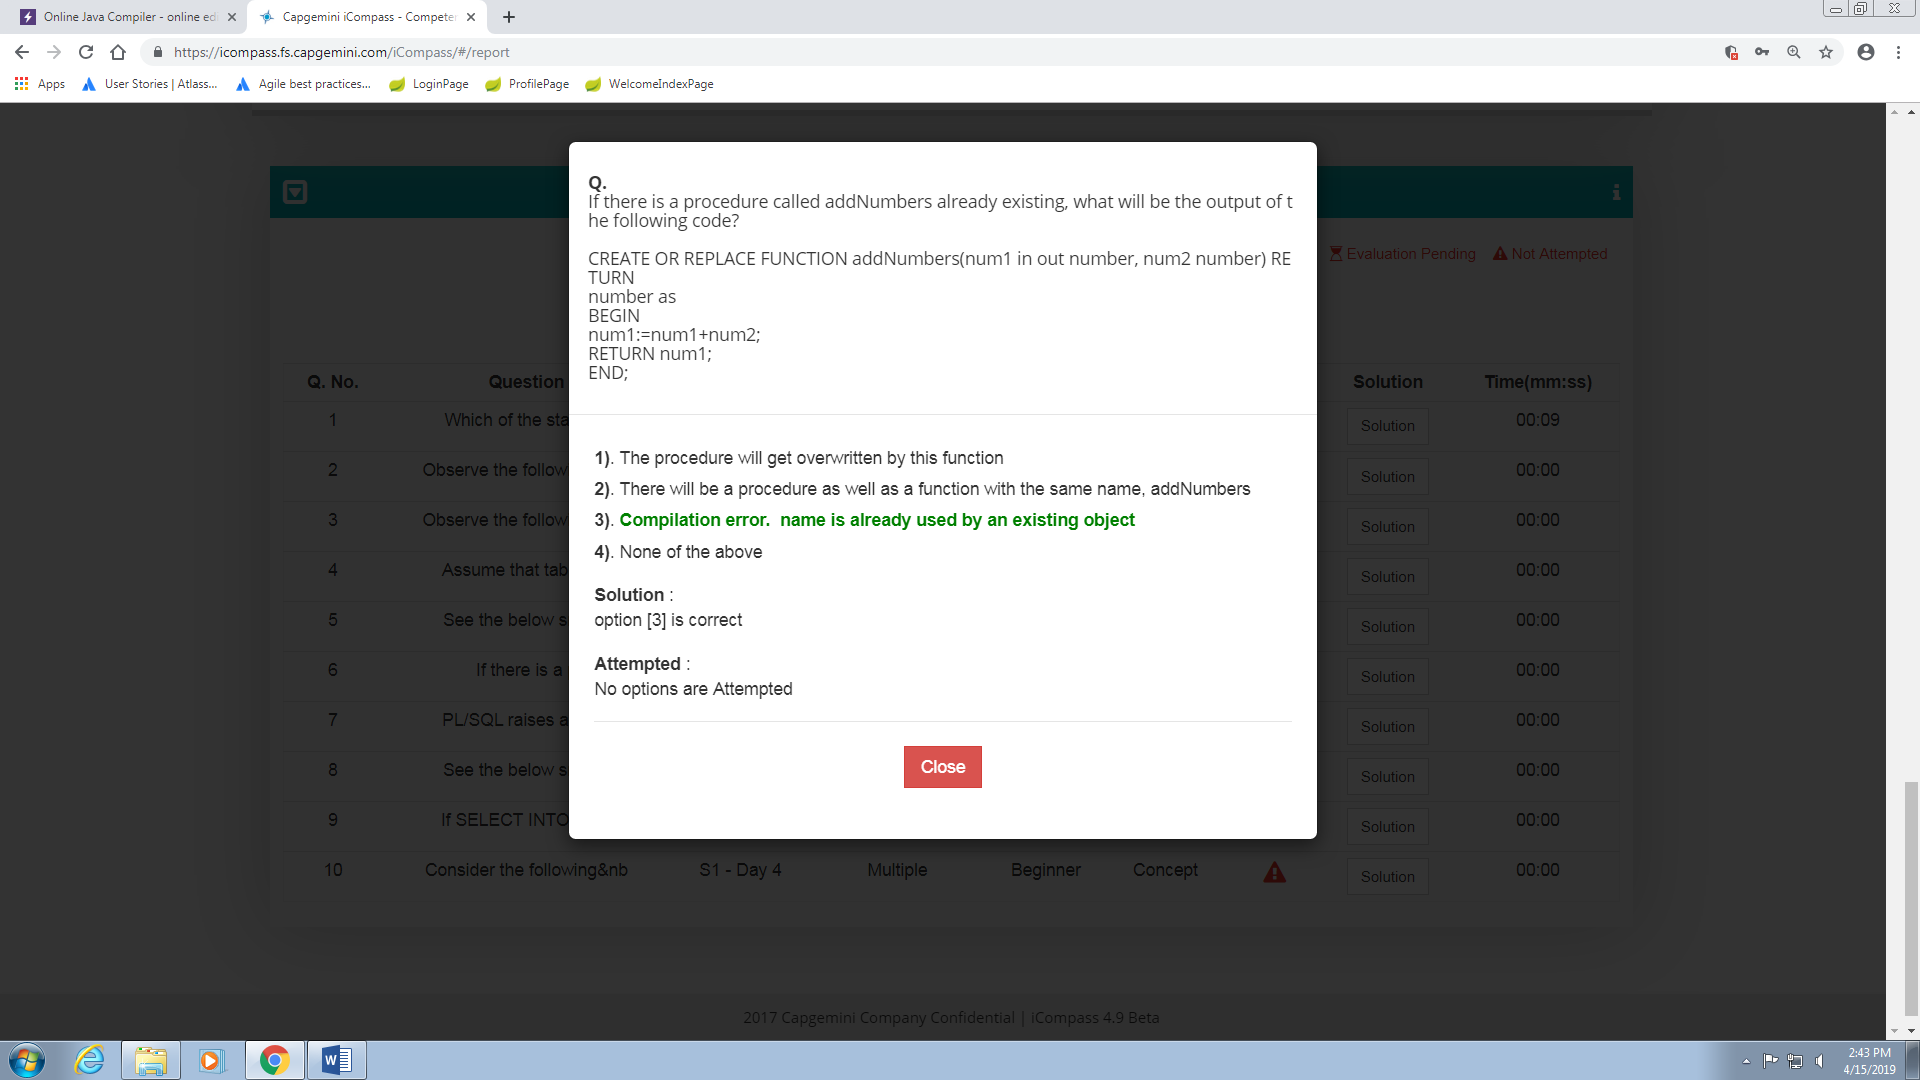 Online Java Compiler - online ed
Capgemini iCompass - Compete
https://icompass.fs.capgemini.com/iCompass/#/report
Apps
User Stories | Atlass...
Agile best practices...
LoginPage
ProfilePage
WelcomeIndexPage
Q.
If there is a procedure called addNumbers already existing, what will be the output of t
he following code?
CREATE OR REPLACE FUNCTION addNumbers(num1 in out number, num2 number) RE
TURN
number as
BEGIN
num1:=num1+num2;
RETURN num1;
END;
1). The procedure will get overwritten by this function
2). There will be a procedure as well as a function with the same name, addNumbers
3). Compilation error.  name is already used by an existing object
4). None of the above
Solution :
option [3] is correct
Attempted :
No options are Attempted
Close
Evaluation Pending Not Attempted
Q. No. Question Solution Time(mm:ss)
1 Which of the sta Solution 00:09
2 Observe the follow Solution 00:00
3 Observe the follow Solution 00:00
4 Assume that tab Solution 00:00
5 See the below s Solution 00:00
6 If there is a Solution 00:00
7 PL/SQL raises a Solution 00:00
8 See the below s Solution 00:00
9 If SELECT INTO Solution 00:00
10 Consider the following&nb S1 - Day 4 Multiple Beginner Concept Solution 00:00
2017 Capgemini Company Confidential | iCompass 4.9 Beta
2:43 PM
4/15/2019